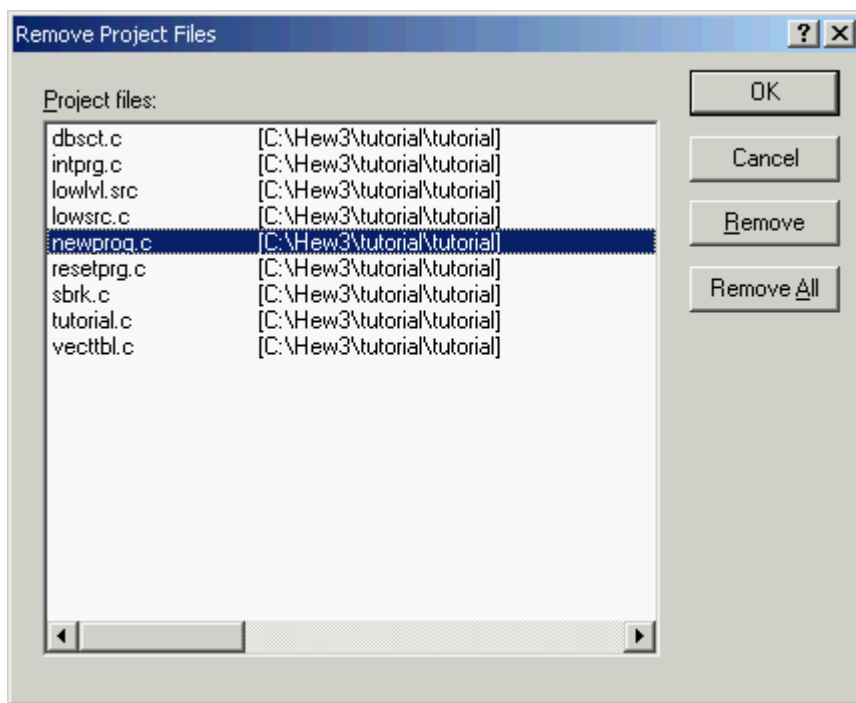 Remove Project Files
Project files:
dbsct.c [C:\Hew3\tutorial\tutorial]
intprg.c [C:\Hew3\tutorial\tutorial]
lowlvl.src [C:\Hew3\tutorial\tutorial]
lowsrc.c [C:\Hew3\tutorial\tutorial]
newprog.c [C:\Hew3\tutorial\tutorial]
resetprg.c [C:\Hew3\tutorial\tutorial]
sbrk.c [C:\Hew3\tutorial\tutorial]
tutorial.c [C:\Hew3\tutorial\tutorial]
vecttbl.c [C:\Hew3\tutorial\tutorial]
OK
Cancel
Remove
Remove All